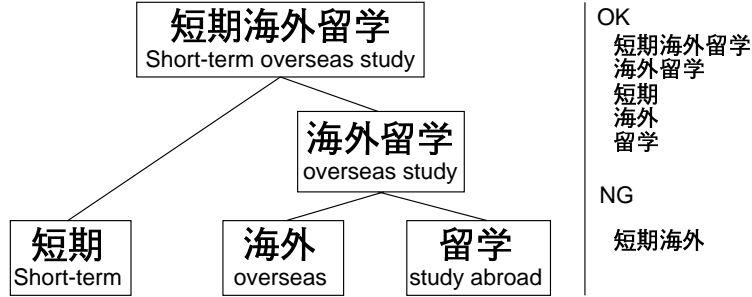 短期海外留学
Short-term overseas study
海外留学
overseas study
短期
Short-term
海外
overseas
留学
study abroad
OK
短期海外留学
海外留学
短期
海外
留学
NG
短期海外